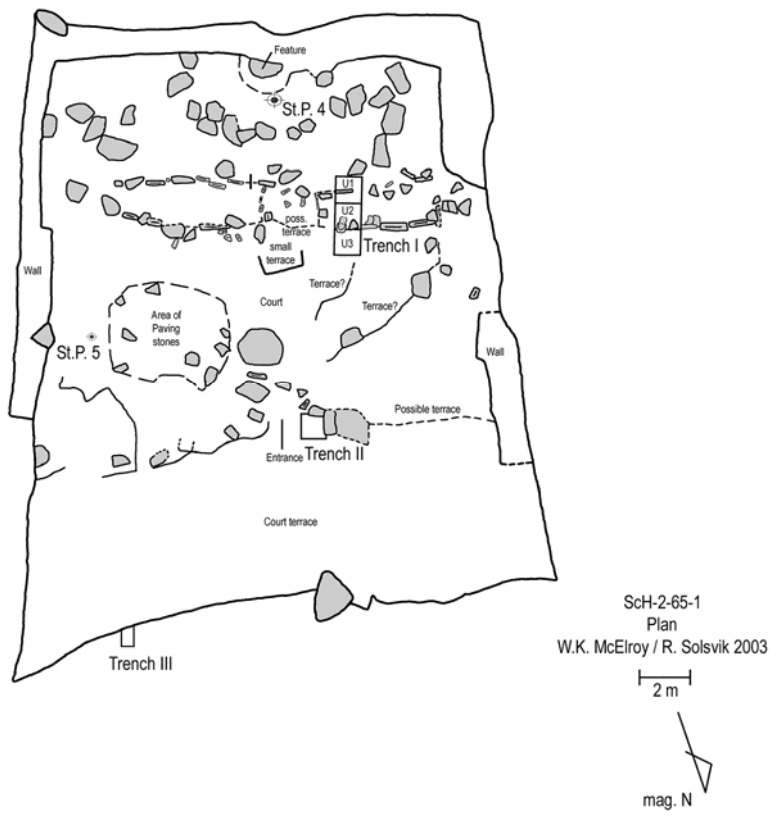 Feature
St.P. 4
U1
U2
poss.
terrace
U3
Trench I
small
terrace
Wall
Terrace?
Court
Terrace?
Area of
Paving
stones
St.P. 5
Wall
Possible terrace
Entrance
Trench II
Court terrace
ScH-2-65-1
Plan
W.K. McElroy / R. Solsvik 2003
2 m
Trench III
mag. N